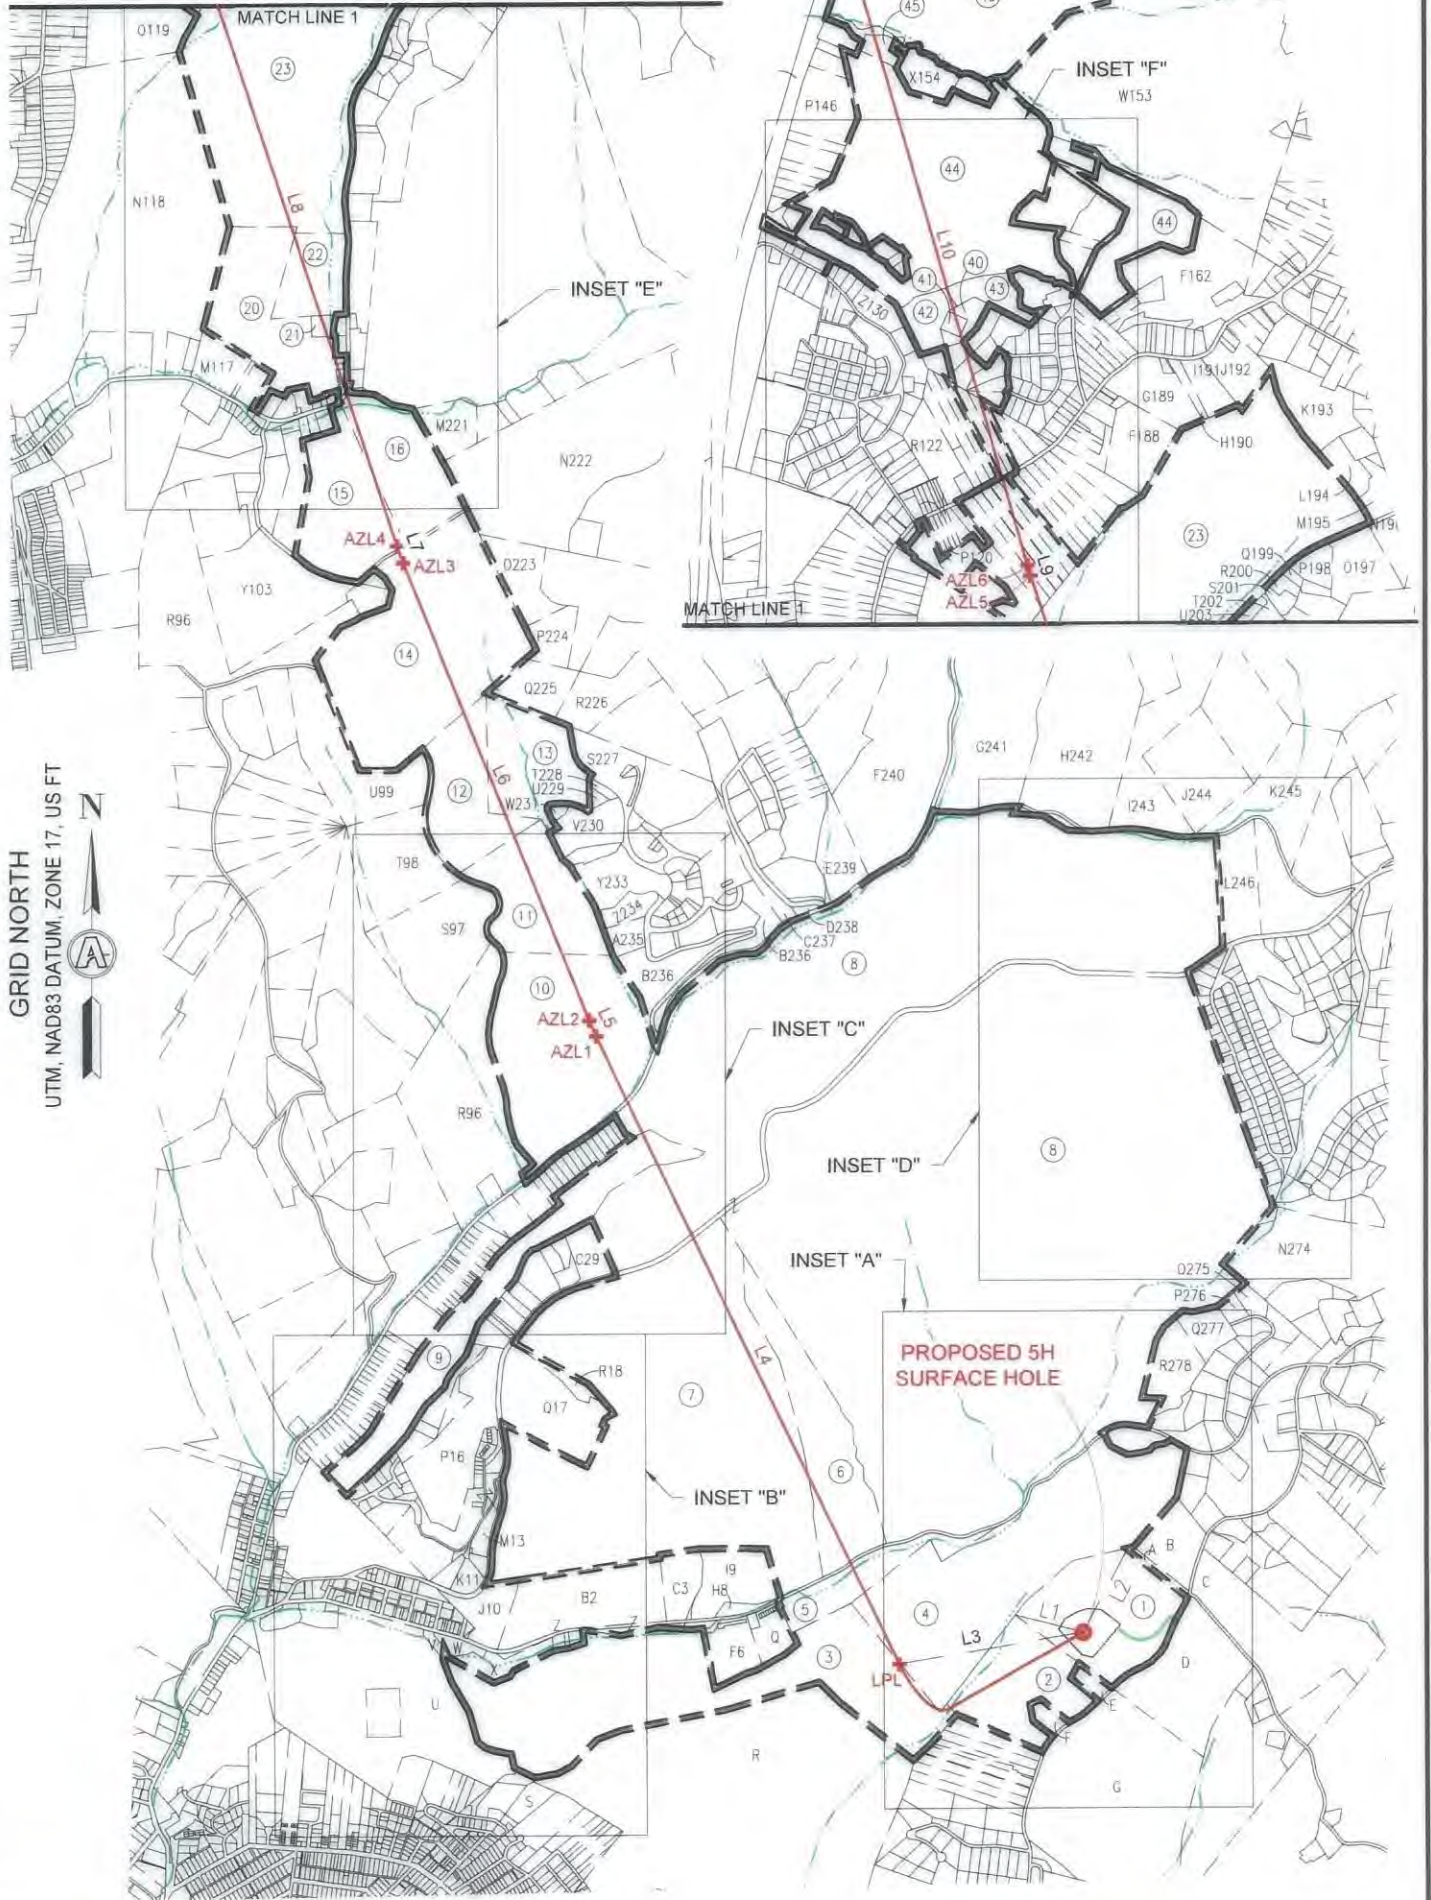 MATCH LINE 1
O119
23
N118
L8
22
INSET "E"
20
21
M117
M221
16
N222
15
AZL4
L7
AZL3
O223
Y103
R96
14
P224
Q225
R226
13
S227
T228
U229
W231
V230
L6
12
U99
T98
S97
11
Y233
Z234
A235
B236
10
AZL2
L5
AZL1
R96
GRID NORTH
UTM, NAD83 DATUM, ZONE 17, US FT
N
A
45
INSET "F"
X154
W153
P146
44
44
L10
40
41
43
42
F162
Z130
I191
J192
G189
K193
F188
H190
R122
L194
M195
23
Q199
P198
O197
R200
S201
T202
U203
P120
L9
AZL6
AZL5
MATCH LINE 1
G241
H242
F240
I243
J244
K245
E239
L246
D238
C237
B236
8
INSET "C"
8
INSET "D"
Z
INSET "A"
N274
O275
P276
Q277
R278
C29
PROPOSED 5H
SURFACE HOLE
L4
9
R18
7
Q17
P16
6
INSET "B"
M13
K11
J10
B2
C3
I9
H8
Z
Z
5
4
L3
L1
L2
1
A
B
C
V
W
X
F6
Q
3
LPL
2
D
E
F
U
R
G
S